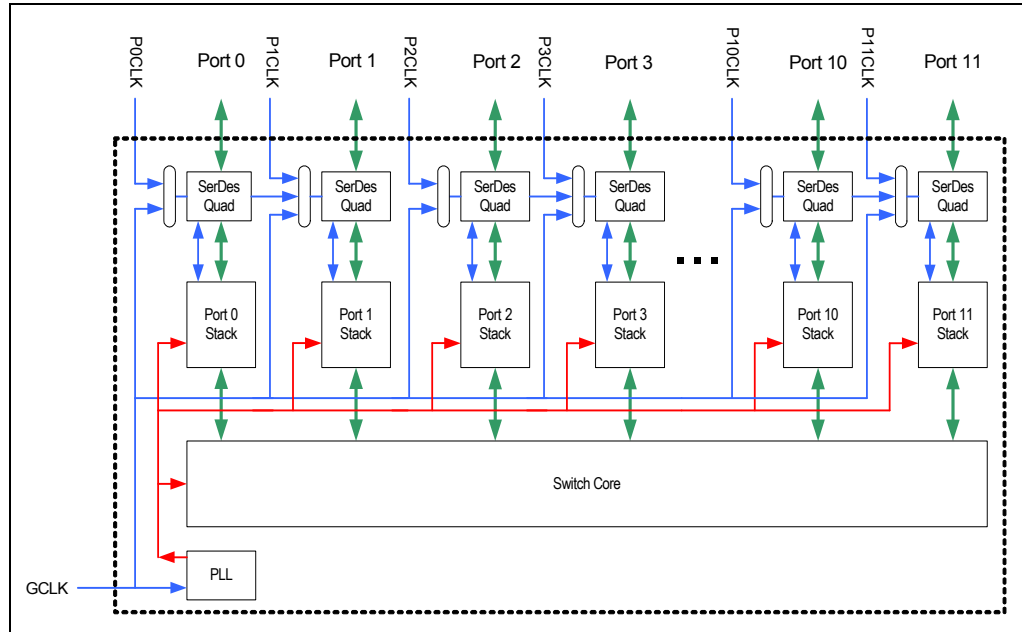 P0CLK
Port 0
P1CLK
Port 1
P2CLK
Port 2
P3CLK
Port 3
P10CLK
Port 10
P11CLK
Port 11
SerDes
Quad
SerDes
Quad
SerDes
Quad
SerDes
Quad
SerDes
Quad
SerDes
Quad
Port 0
Stack
Port 1
Stack
Port 2
Stack
Port 3
Stack
Port 10
Stack
Port 11
Stack
Switch Core
PLL
GCLK